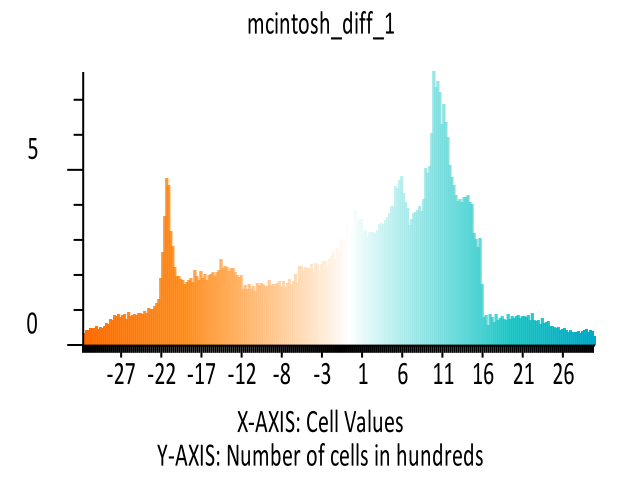 mcintosh_diff_1
5
0
-27 -22 -17 -12 -8 -3 1 6 11 16 21 26
X-AXIS: Cell Values
Y-AXIS: Number of cells in hundreds